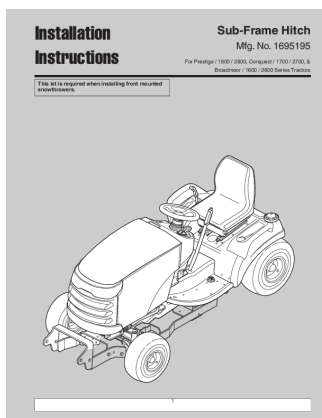 Installation
Instructions
Sub-Frame Hitch
Mfg. No. 1695195
For Prestige / 1800 / 2800, Conquest / 1700 / 2700, &
Broadmoor / 1600 / 2600 Series Tractors
This kit is required when installing front mounted
snowthrowers.
1